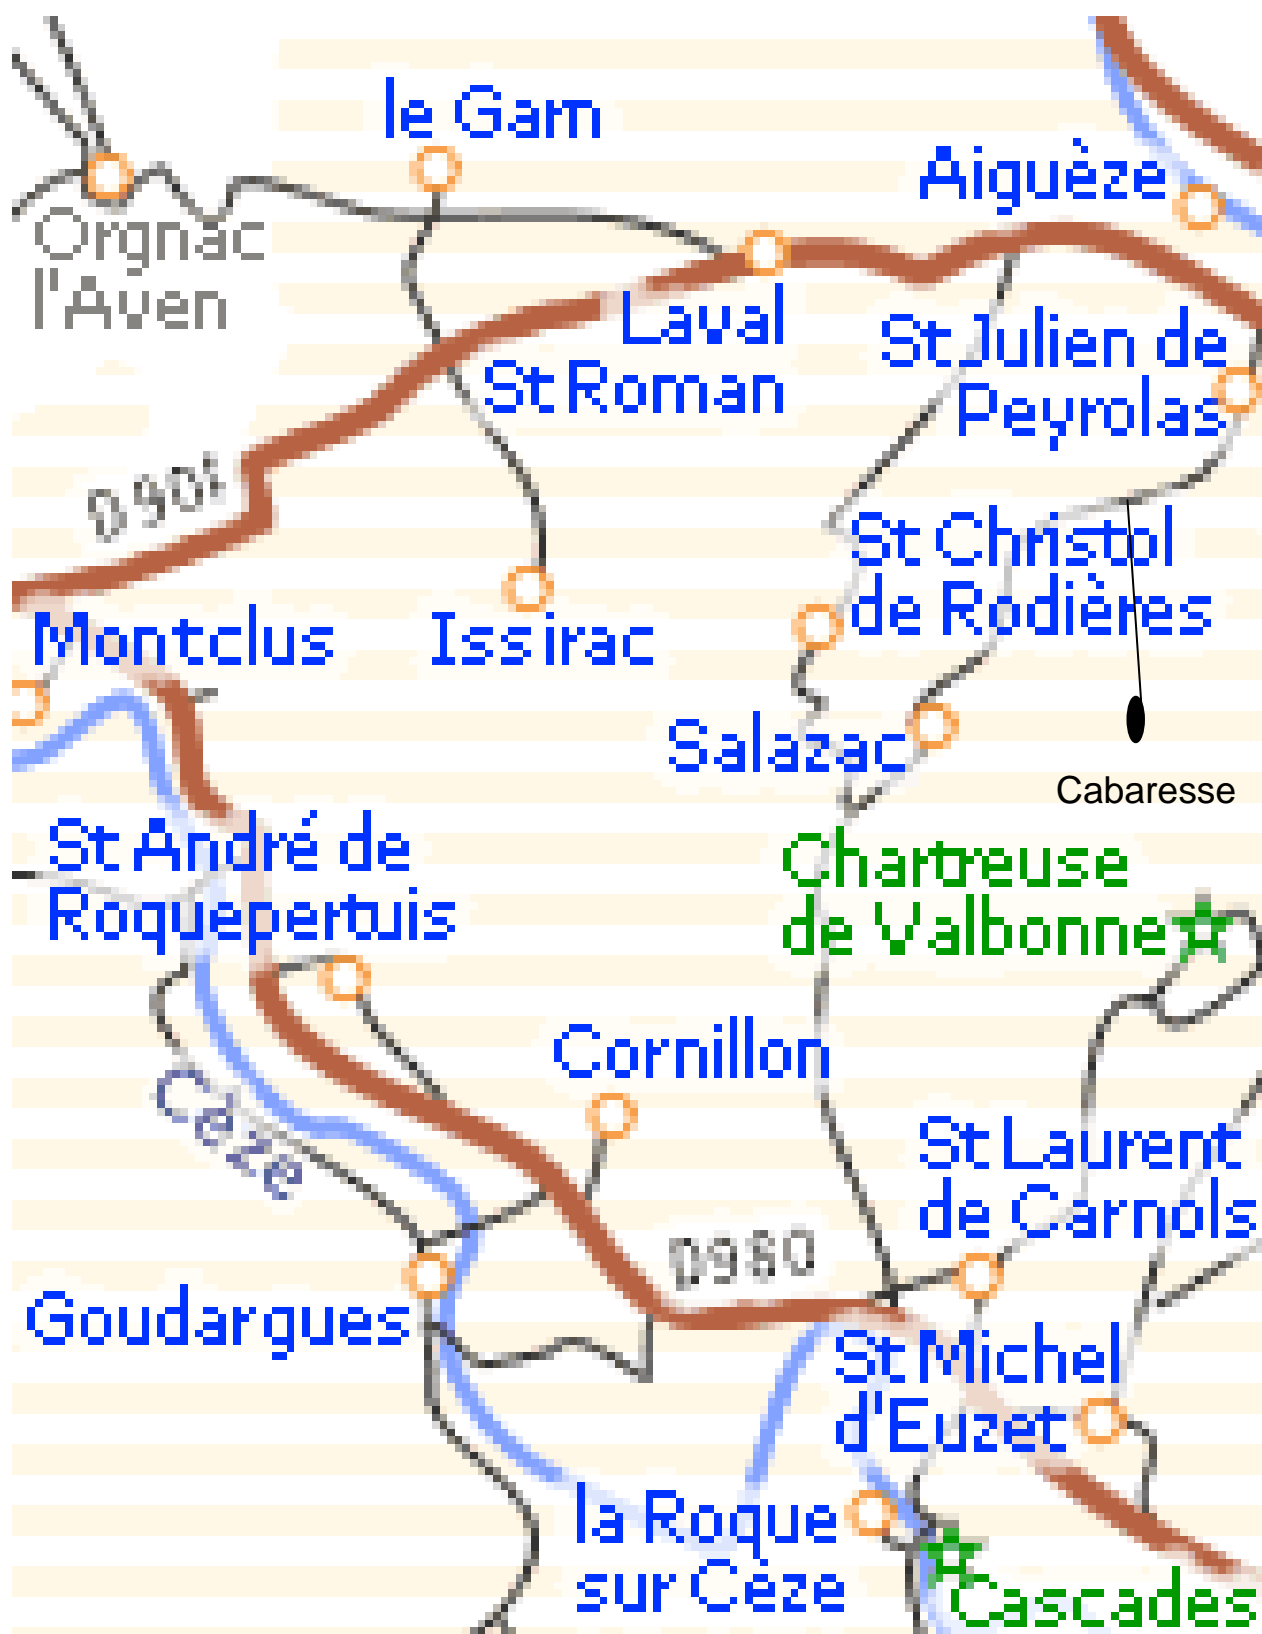 le Garn
Aiguèze
Orgnac
l'Aven
Laval
St Roman
St Julien de
Peyrolas
D901
St Christol
de Rodières
Montclus
Issirac
Salazac
Cabaresse
St André de
Roquepertuis
Chartreuse
de Valbonne
Cornillon
Cèze
St Laurent
de Carnols
D980
Goudargues
St Michel
d'Euzet
la Roque
sur Cèze
Cascades